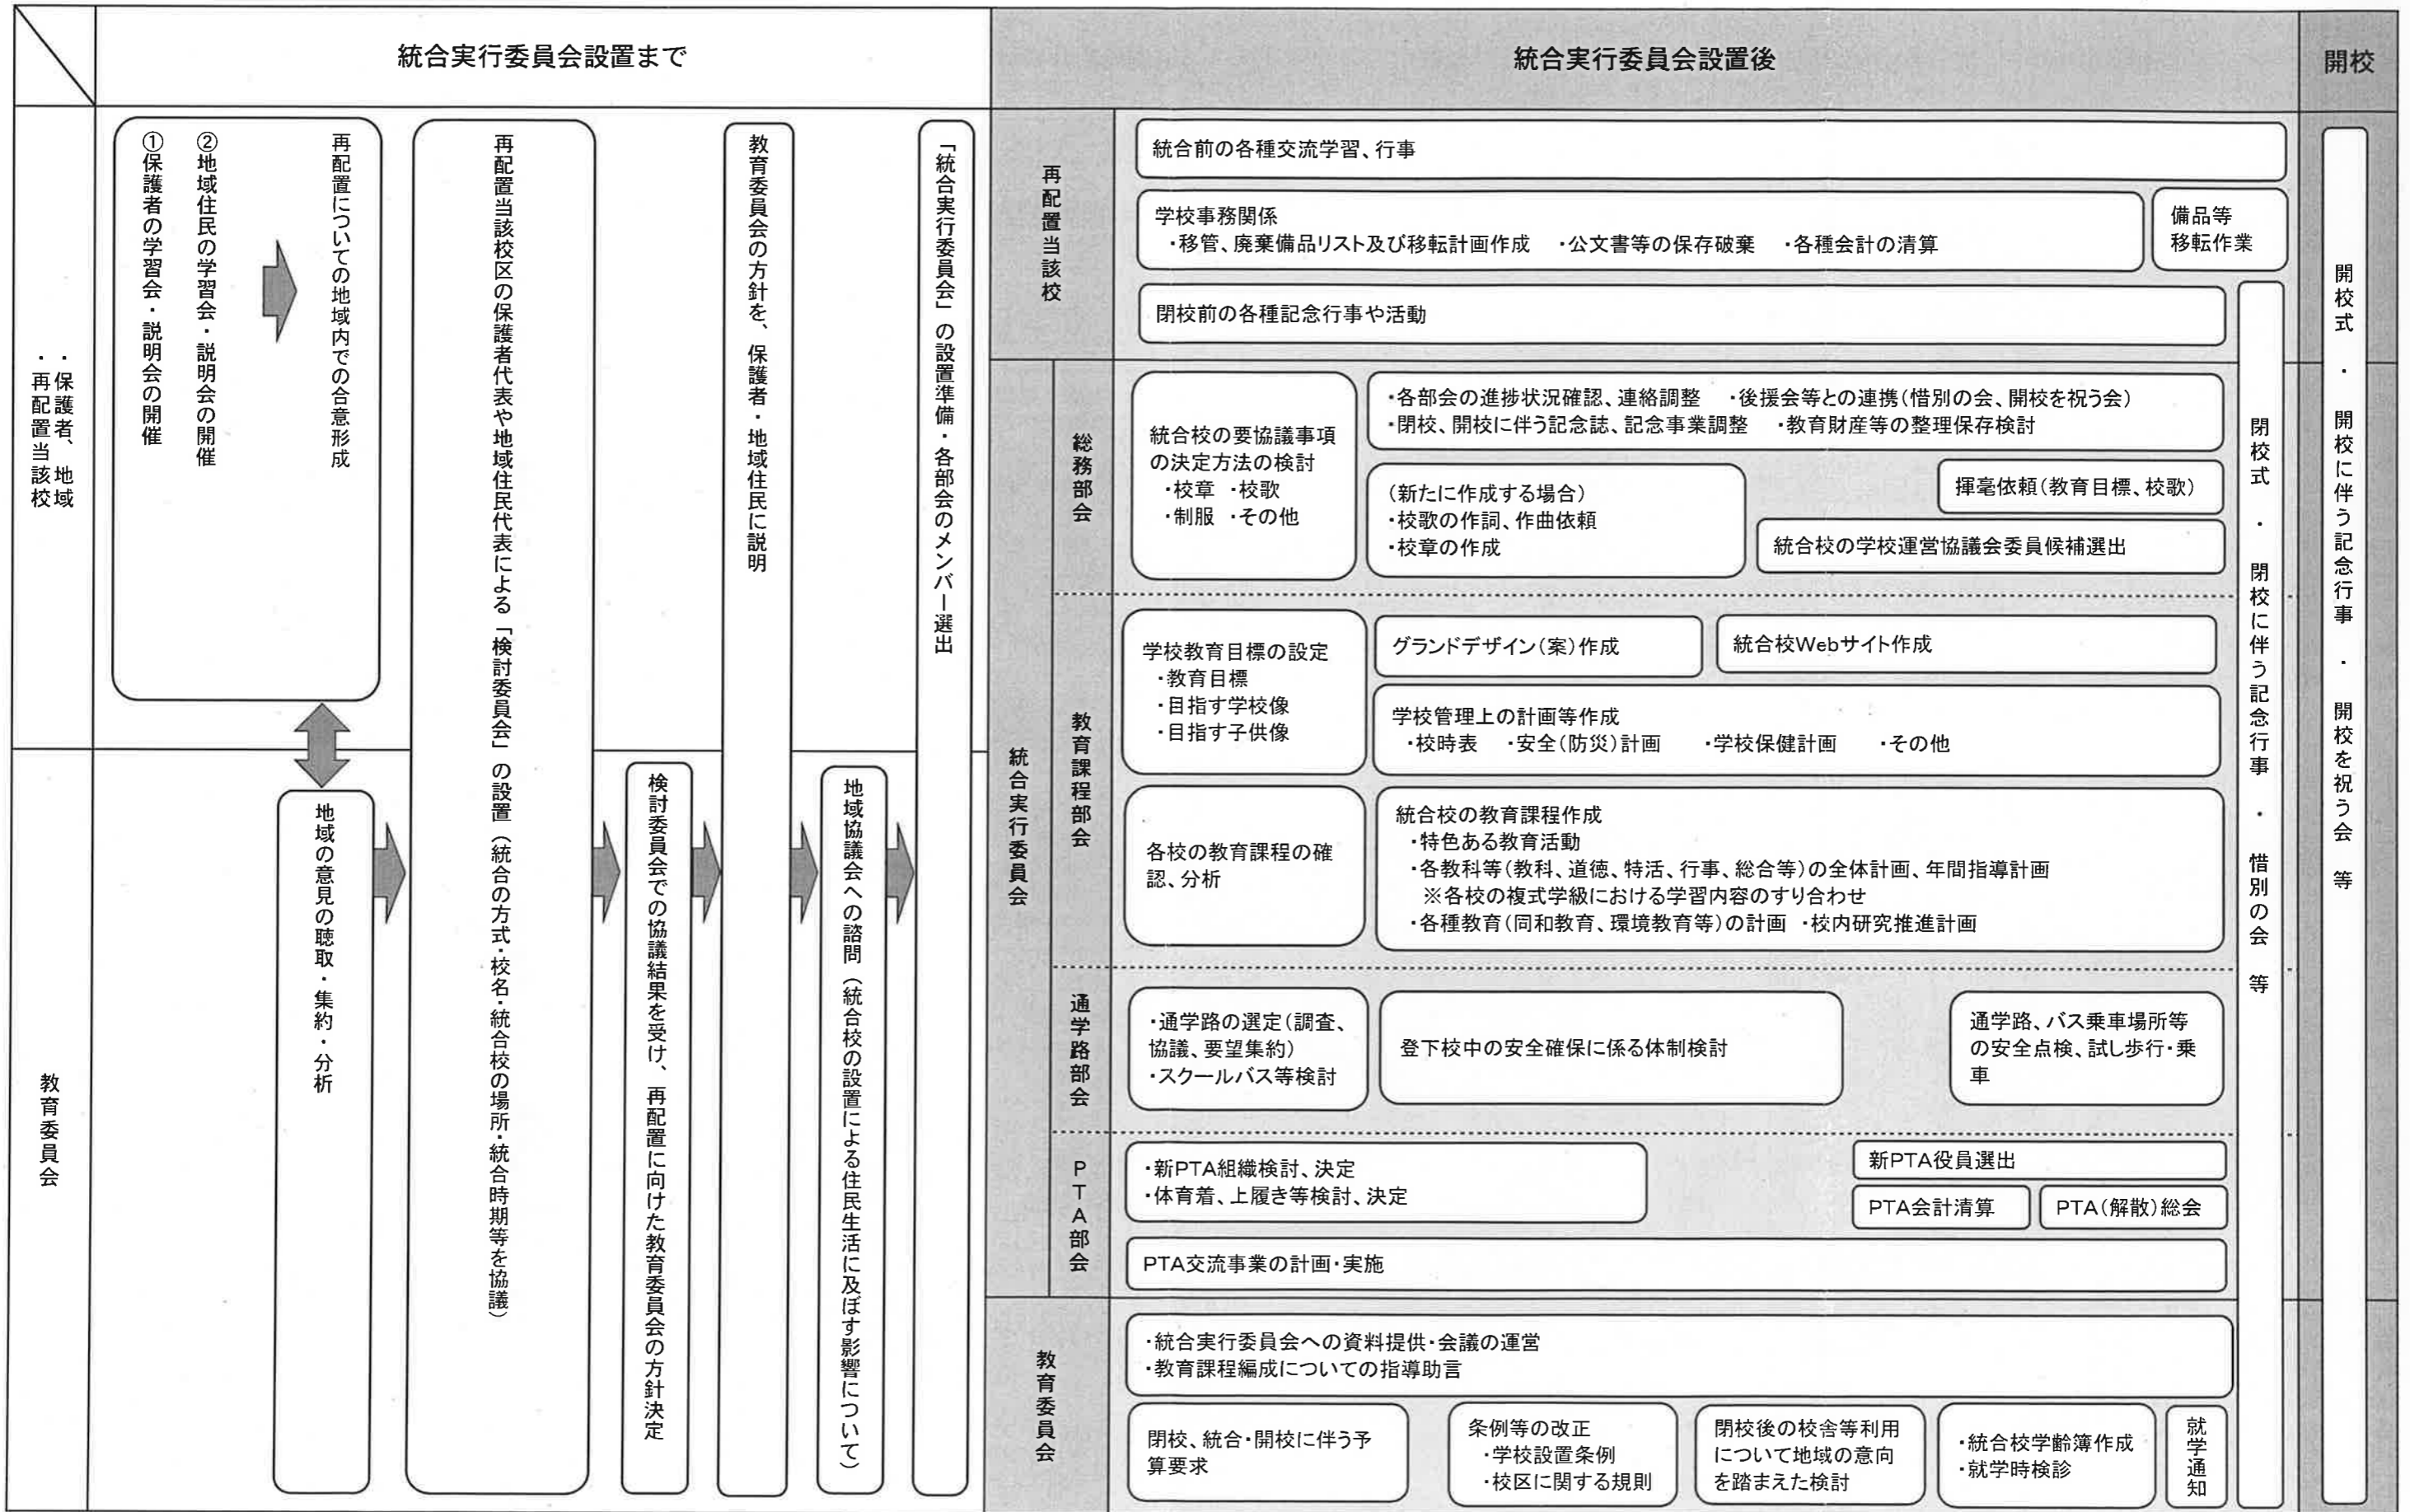 統合実行委員会設置まで
統合実行委員会設置後
開校
・保護者、地域
・再配置当該校
①保護者の学習会・説明会の開催
②地域住民の学習会・説明会の開催
再配置についての地域内での合意形成
再配置当該校区の保護者代表や地域住民代表による「検討委員会」の設置（統合の方式・校名・統合校の場所・統合時期等を協議）
教育委員会の方針を、保護者・地域住民に説明
「統合実行委員会」の設置準備・各部会のメンバー選出
教育委員会
地域の意見の聴取・集約・分析
検討委員会での協議結果を受け、再配置に向けた教育委員会の方針決定
地域協議会への諮問（統合校の設置による住民生活に及ぼす影響について）
再配置当該校
統合前の各種交流学習、行事
学校事務関係
・移管、廃棄備品リスト及び移転計画作成　・公文書等の保存破棄　・各種会計の清算
備品等
移転作業
閉校前の各種記念行事や活動
統合実行委員会
総務部会
統合校の要協議事項
の決定方法の検討
・校章　・校歌
・制服　・その他
・各部会の進捗状況確認、連絡調整　・後援会等との連携（惜別の会、開校を祝う会）
・閉校、開校に伴う記念誌、記念事業調整　・教育財産等の整理保存検討
（新たに作成する場合）
・校歌の作詞、作曲依頼
・校章の作成
揮毫依頼（教育目標、校歌）
統合校の学校運営協議会委員候補選出
教育課程部会
学校教育目標の設定
・教育目標
・目指す学校像
・目指す子供像
グランドデザイン（案）作成
統合校Webサイト作成
学校管理上の計画等作成
・校時表　・安全（防災）計画　・学校保健計画　・その他
各校の教育課程の確
認、分析
統合校の教育課程作成
・特色ある教育活動
・各教科等（教科、道徳、特活、行事、総合等）の全体計画、年間指導計画
※各校の複式学級における学習内容のすり合わせ
・各種教育（同和教育、環境教育等）の計画　・校内研究推進計画
通学路部会
・通学路の選定（調査、
協議、要望集約）
・スクールバス等検討
登下校中の安全確保に係る体制検討
通学路、バス乗車場所等
の安全点検、試し歩行・乗
車
PTA部会
・新PTA組織検討、決定
・体育着、上履き等検討、決定
新PTA役員選出
PTA会計清算
PTA（解散）総会
PTA交流事業の計画・実施
教育委員会
・統合実行委員会への資料提供・会議の運営
・教育課程編成についての指導助言
閉校、統合・開校に伴う予
算要求
条例等の改正
・学校設置条例
・校区に関する規則
閉校後の校舎等利用
について地域の意向
を踏まえた検討
・統合校学齢簿作成
・就学時検診
就学通知
閉校式　・　閉校に伴う記念行事　・　惜別の会　等
開校式　・　開校に伴う記念行事　・　開校を祝う会　等